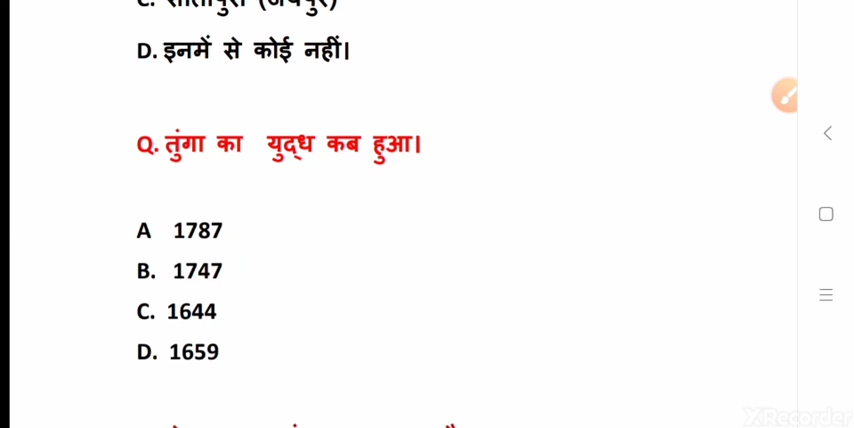 D. इनमें से कोई नहीं।
Q. तुंगा का युद्ध कब हुआ।
A 1787
B. 1747
C. 1644
D. 1659
XRecorder